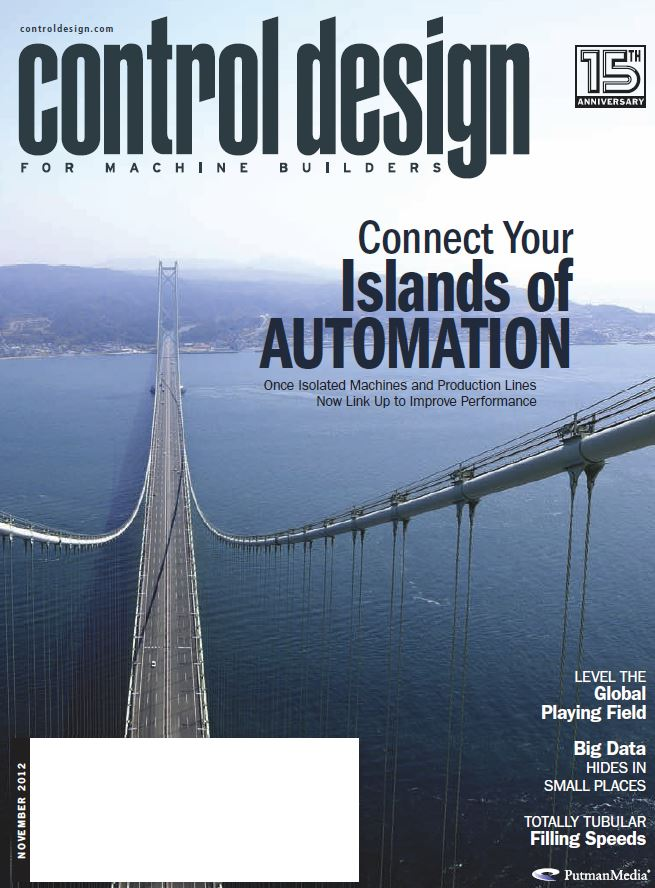 controldesign.com
control design
FOR MACHINE BUILDERS
15TH
ANNIVERSARY
Connect Your
Islands of
AUTOMATION
Once Isolated Machines and Production Lines
Now Link Up to Improve Performance
LEVEL THE
Global
Playing Field
Big Data
HIDES IN
SMALL PLACES
TOTALLY TUBULAR
Filling Speeds
NOVEMBER 2012
PutmanMedia®